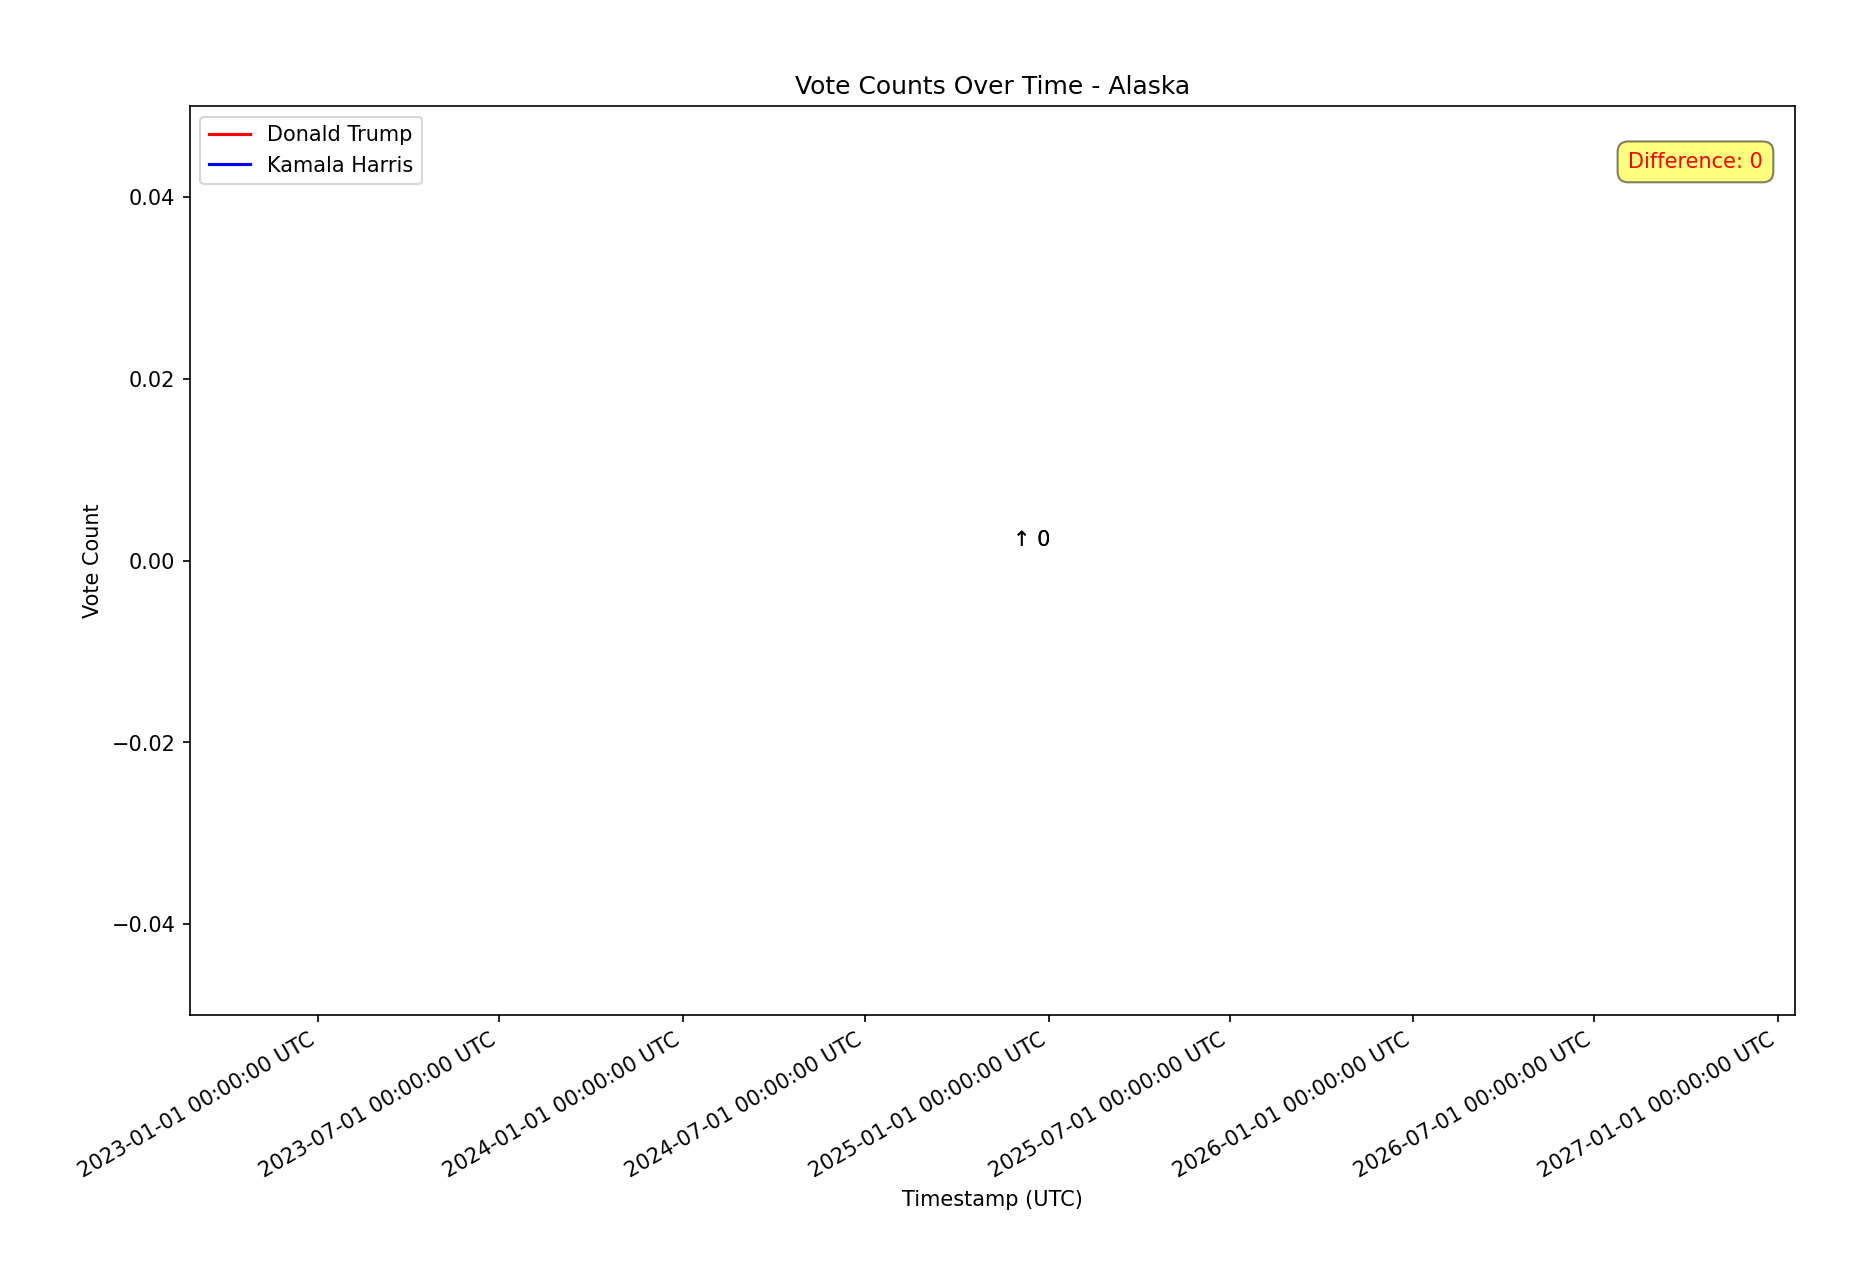 Vote Counts Over Time - Alaska
Donald Trump
Kamala Harris
Difference: 0
0.04
0.02
0.00
−0.02
−0.04
Vote Count
↑ 0
2023-01-01 00:00:00 UTC
2023-07-01 00:00:00 UTC
2024-01-01 00:00:00 UTC
2024-07-01 00:00:00 UTC
2025-01-01 00:00:00 UTC
2025-07-01 00:00:00 UTC
2026-01-01 00:00:00 UTC
2026-07-01 00:00:00 UTC
2027-01-01 00:00:00 UTC
Timestamp (UTC)